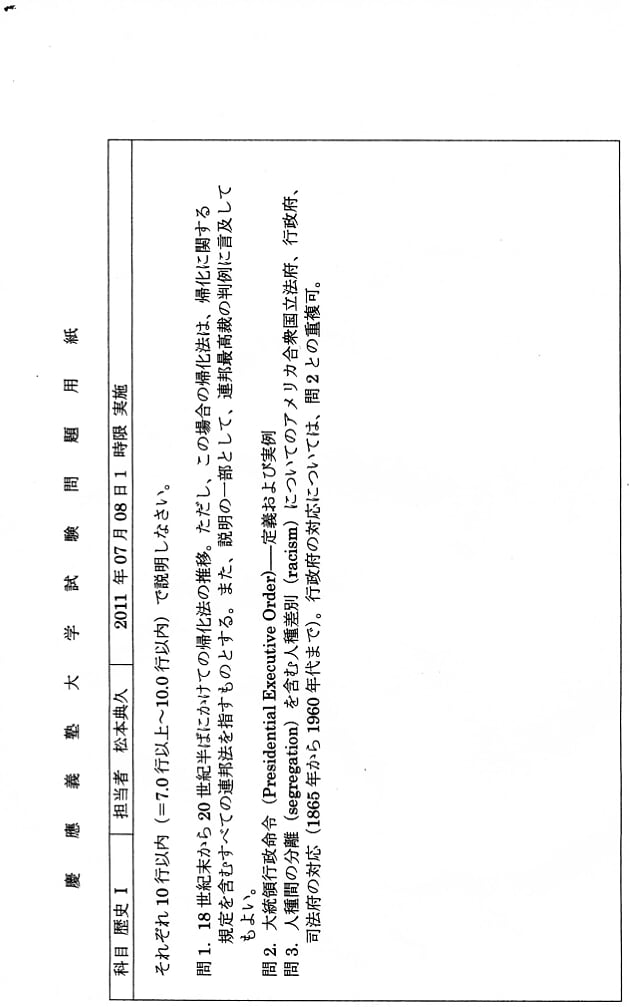 慶應義塾大学試験問題用紙
科目 歴史 I 担当者 松本典久 2011 年 07 月 08 日 1 時限 実施
それぞれ 10 行以内（=7.0 行以上～10.0 行以内）で説明しなさい。
問 1. 18 世紀末から 20 世紀半ばにかけての帰化法の推移。ただし、この場合の帰化法は、帰化に関する
規定を含むすべての連邦法を指すものとする。また、説明の一部として、連邦最高裁の判例に言及して
もよい。
問 2. 大統領行政命令（Presidential Executive Order)―定義および実例
問 3. 人種間の分離（segregation）を含む人種差別（racism）についてのアメリカ合衆国立法府、行政府、
司法府の対応（1865 年から 1960 年代まで）。行政府の対応については、問 2 との重複可。